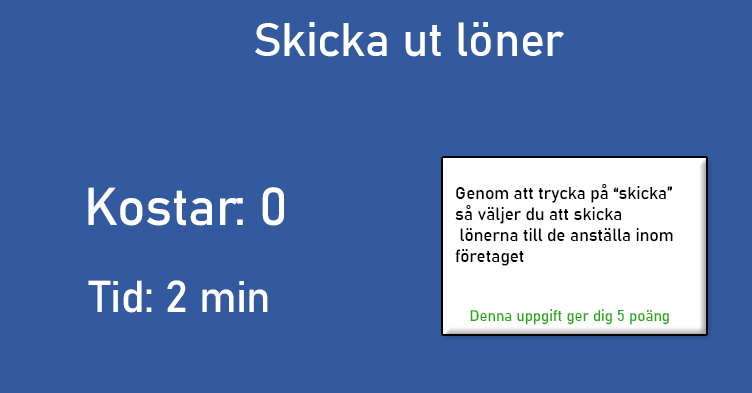 Skicka ut löner
Kostar: 0
Tid: 2 min
Genom att trycka på “skicka”
så väljer du att skicka
lönerna till de anställa inom
företaget
Denna uppgift ger dig 5 poäng